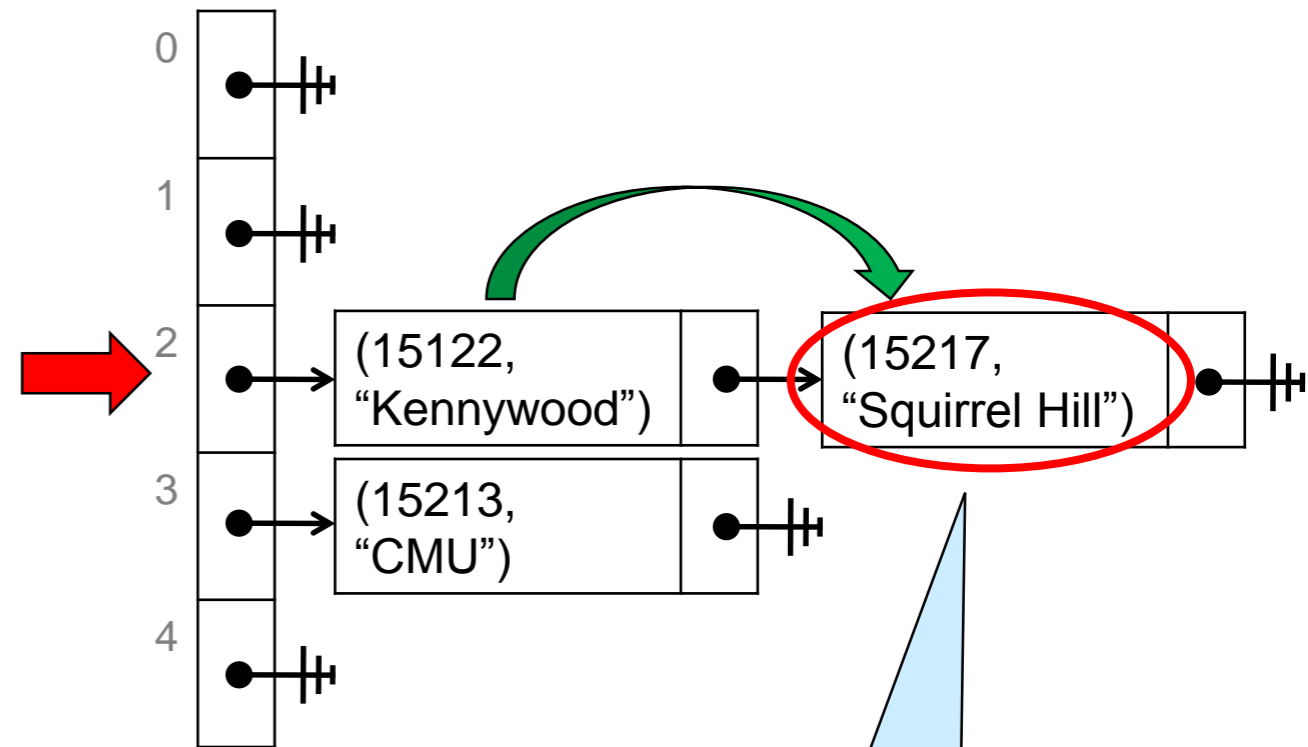 0
1
2
(15122,
“Kennywood”)
(15217,
“Squirrel Hill”)
3
(15213,
“CMU”)
4